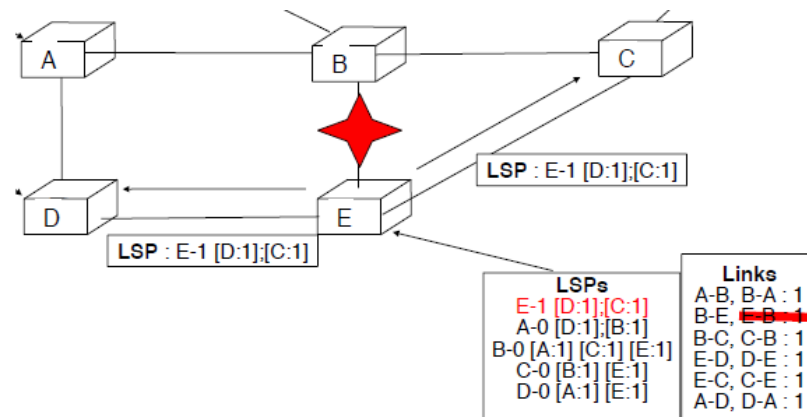 A
B
C
LSP : E-1 [D:1];[C:1]
D
E
LSP : E-1 [D:1];[C:1]
LSPs
E-1 [D:1];[C:1]
A-0 [D:1];[B:1]
B-0 [A:1] [C:1] [E:1]
C-0 [B:1] [E:1]
D-0 [A:1] [E:1]
Links
A-B, B-A : 1
B-E, E-B : 1
B-C, C-B : 1
E-D, D-E : 1
E-C, C-E : 1
A-D, D-A : 1